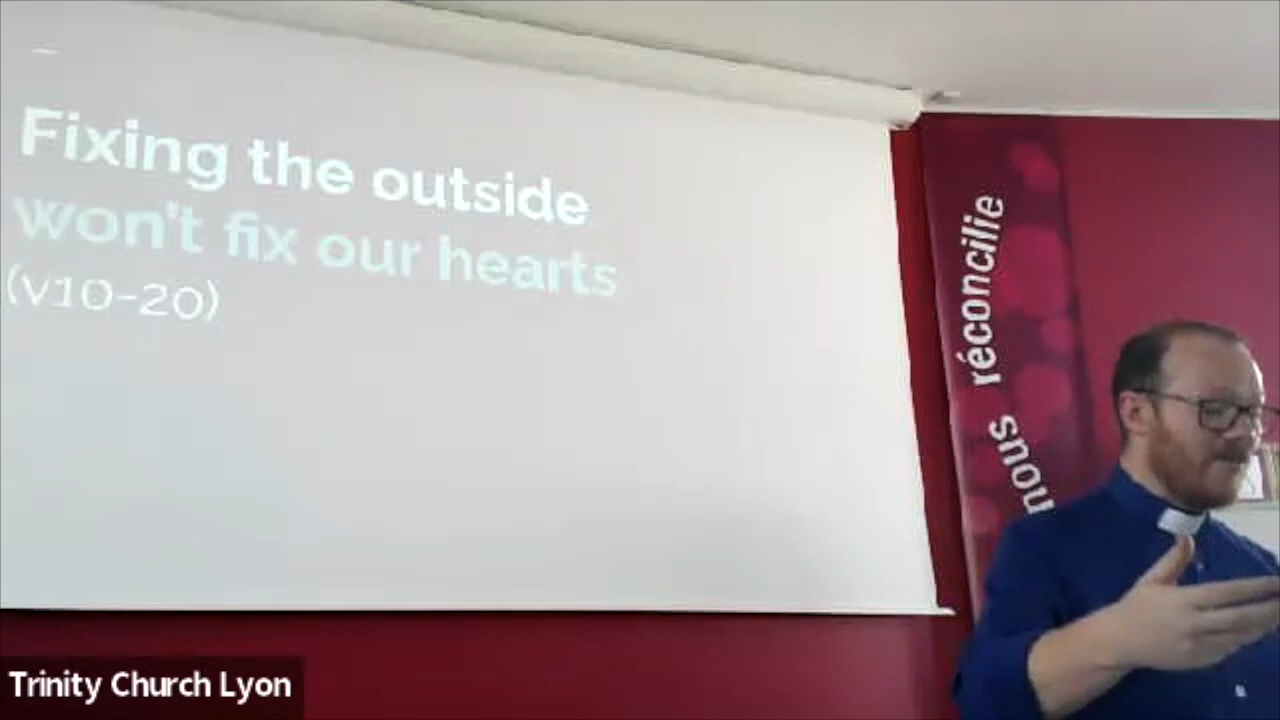 Fixing the outside
won't fix our hearts
(v10-20)
nous réconcilie
Trinity Church Lyon